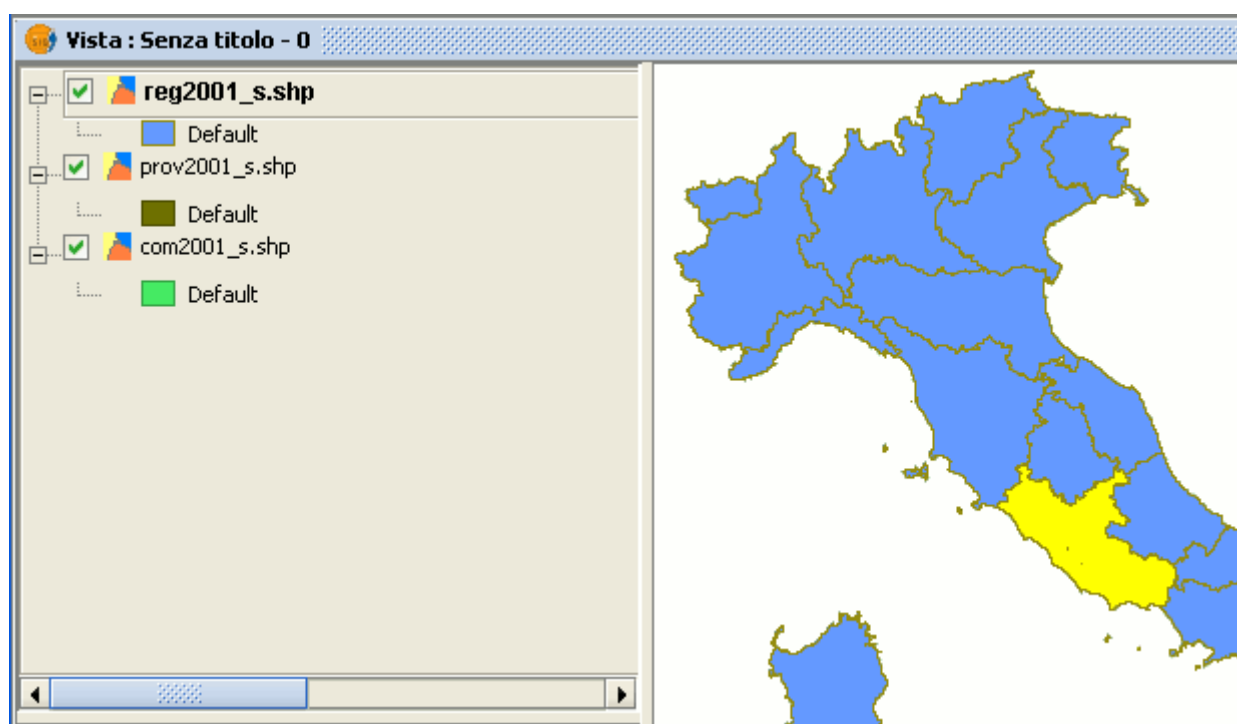 Vista : Senza titolo - 0
reg2001_s.shp
Default
prov2001_s.shp
Default
com2001_s.shp
Default